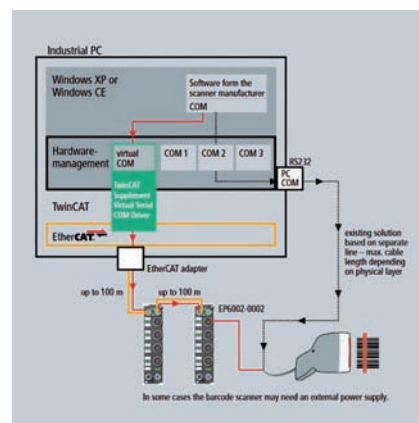 Industrial PC
Windows XP or
Windows CE
Software form the
scanner manufacturer
COM
Hardware-
management
virtual
COM
COM 1
COM 2
COM 3
RS232
PC
COM
TwinCAT
Supplement
Virtual Serial
COM Driver
TwinCAT
EtherCAT
EtherCAT adapter
existing solution
based on separate
line – max. cable
length depending
on physical layer
up to 100 m
up to 100 m
EP6002-0002
In some cases the barcode scanner may need an external power supply.